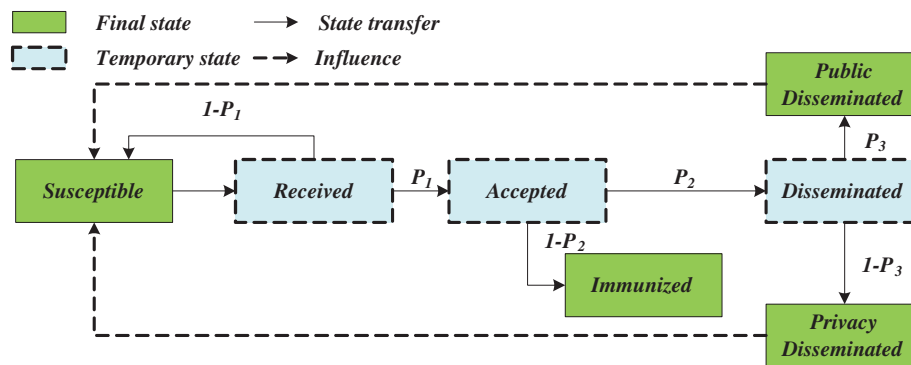 Final state
State transfer
Temporary state
Influence
Public
Disseminated
1-P1
P3
Susceptible
Received
P1
Accepted
P2
Disseminated
1-P2
1-P3
Immunized
Privacy
Disseminated